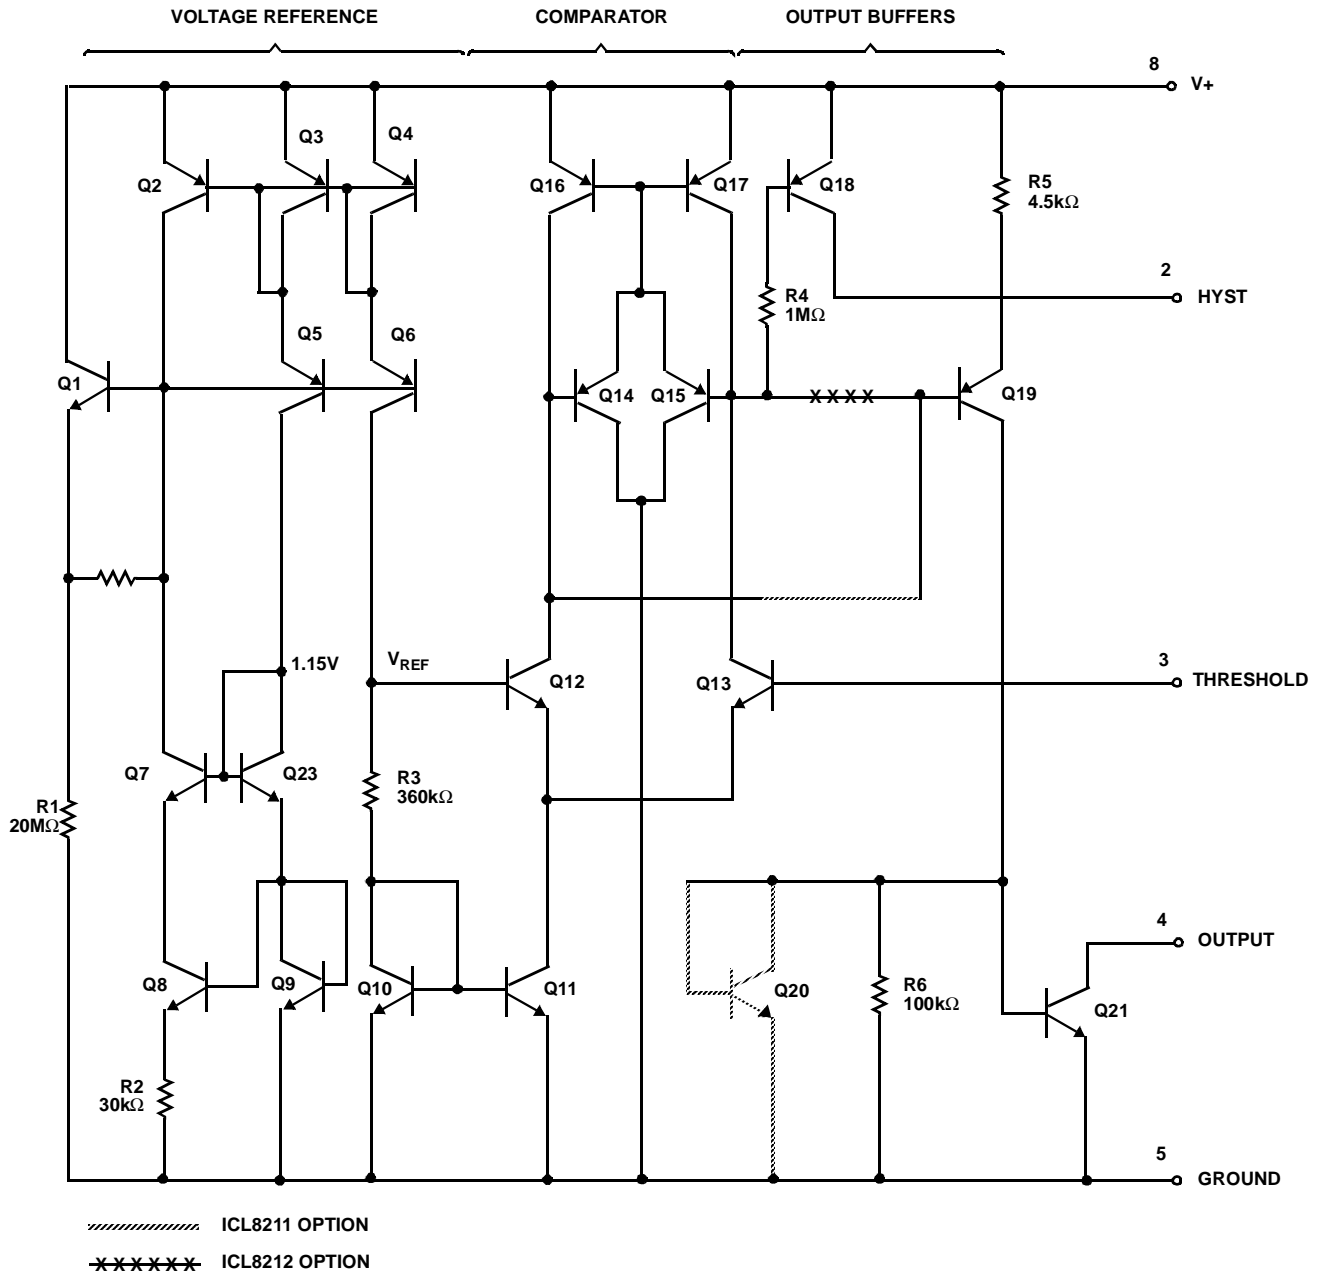 VOLTAGE REFERENCE
COMPARATOR
OUTPUT BUFFERS
8
V+
Q3
Q4
Q2
Q16
Q17
Q18
R5
4.5kΩ
2
HYST
R4
1MΩ
Q5
Q6
Q1
Q14
Q15
Q19
X X X X
1.15V
VREF
Q12
Q13
3
THRESHOLD
Q7
Q23
R3
360kΩ
R1
20MΩ
4
OUTPUT
Q8
Q9
Q10
Q11
Q20
R6
100kΩ
Q21
R2
30kΩ
5
GROUND
ICL8211 OPTION
X X X X X X
ICL8212 OPTION